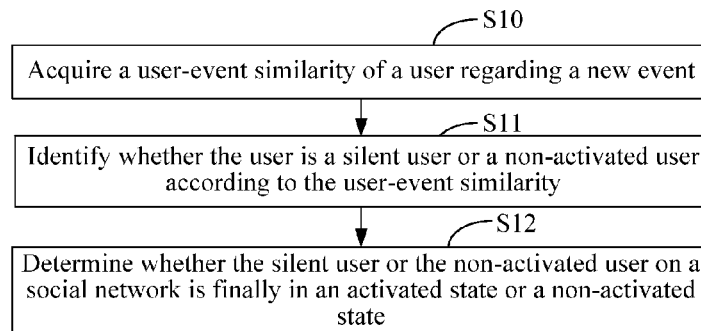 S10
Acquire a user-event similarity of a user regarding a new event
S11
Identify whether the user is a silent user or a non-activated user
according to the user-event similarity
S12
Determine whether the silent user or the non-activated user on a
social network is finally in an activated state or a non-activated
state